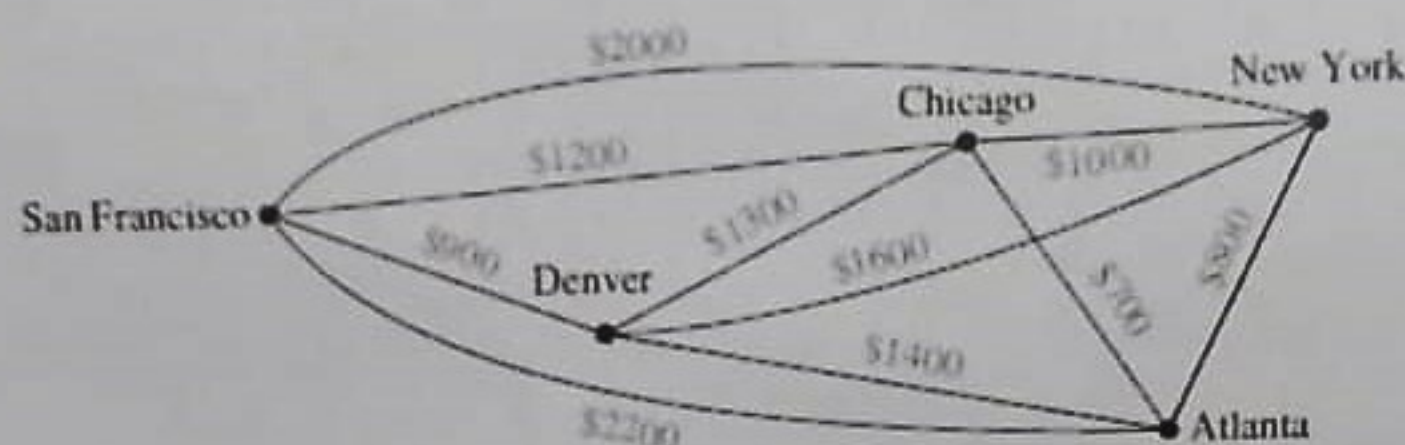 $2000
New York
Chicago
$1200
$1000
San Francisco
$1300
$900
Denver
$1600
$800
$700
$1400
$2200
Atlanta